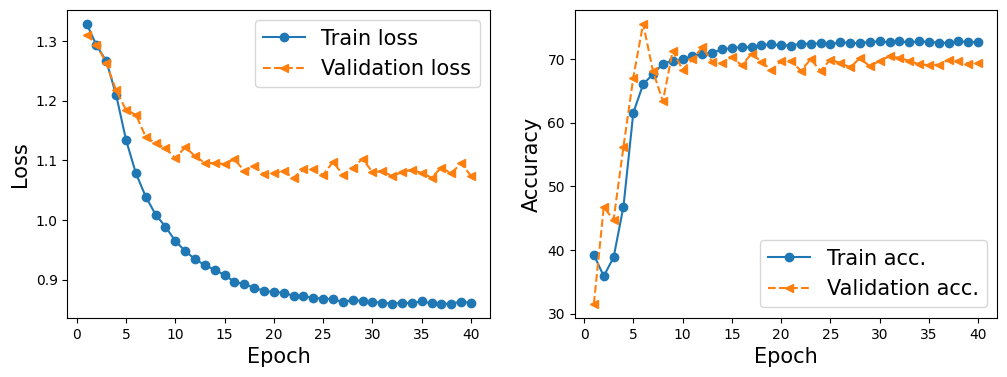 Train loss
Validation loss
1.3
1.2
1.1
1.0
0.9
Loss
0 5 10 15 20 25 30 35 40
Epoch
70
60
50
40
30
Accuracy
Train acc.
Validation acc.
0 5 10 15 20 25 30 35 40
Epoch